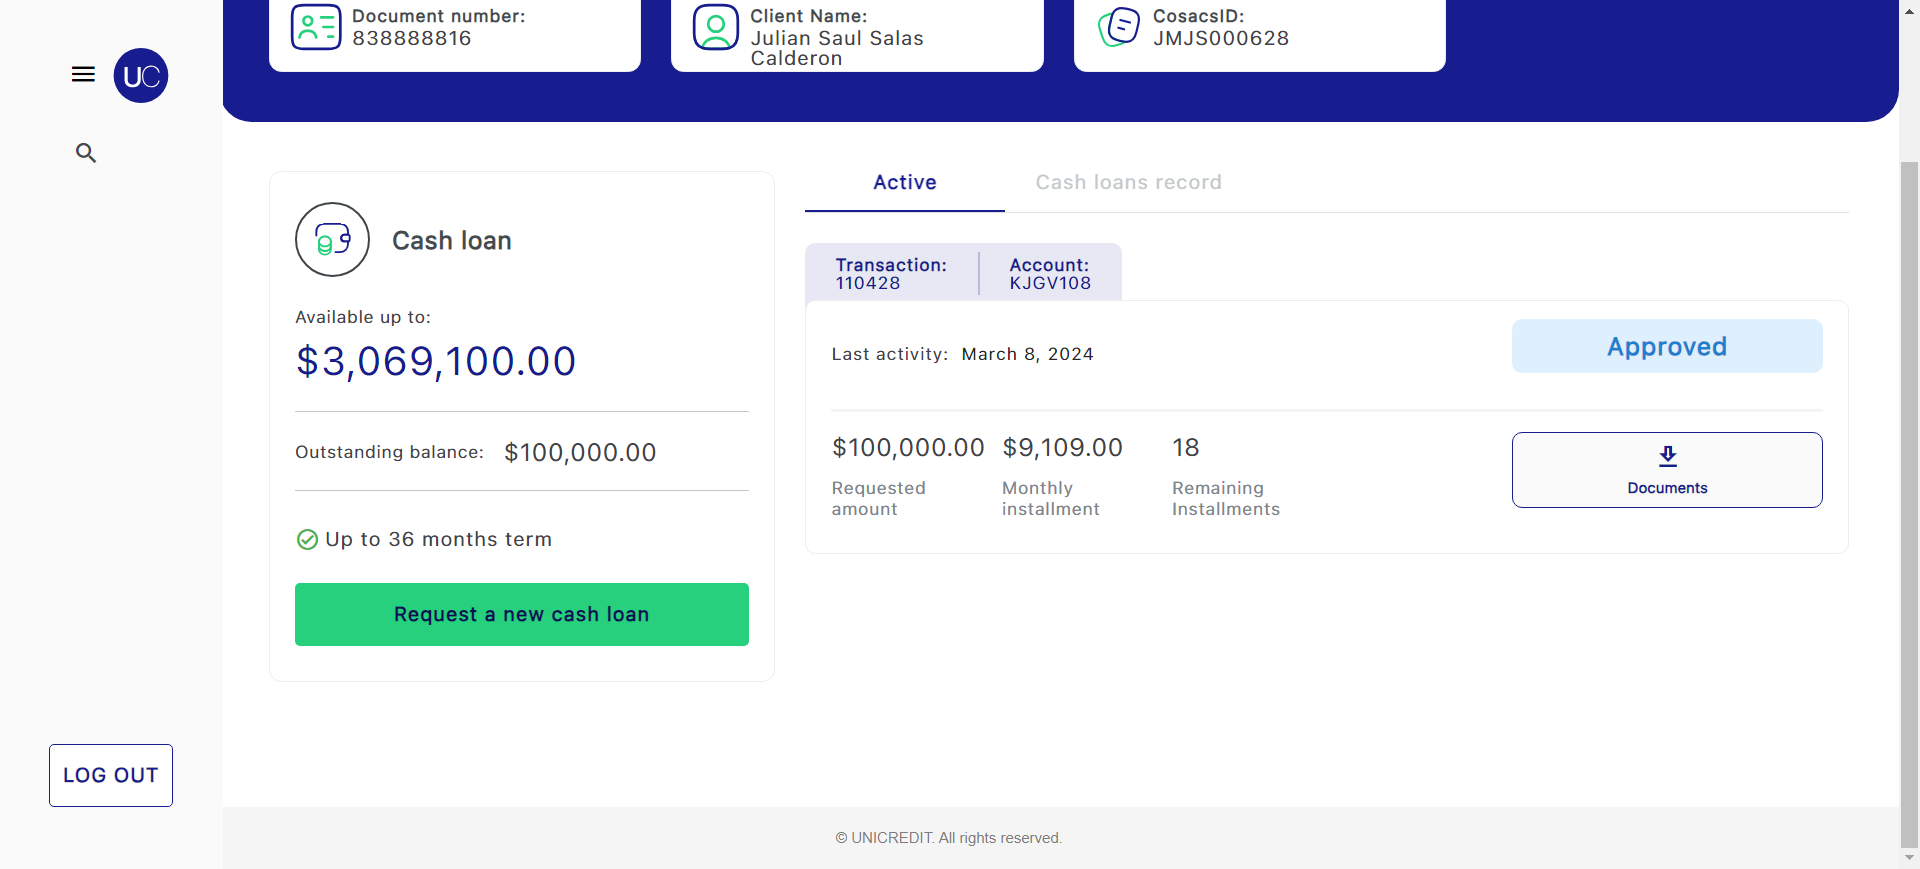 Document number:
838888816
Client Name:
Julian Saul Salas
Calderon
CosacsID:
JMJS000628
UC
Active
Cash loans record
Cash loan
Transaction:
110428
Account:
KJGV108
Available up to:
$3,069,100.00
Last activity: March 8, 2024
Approved
Outstanding balance: $100,000.00
$100,000.00
Requested
amount
$9,109.00
Monthly
installment
18
Remaining
Installments
Documents
Up to 36 months term
Request a new cash loan
LOG OUT
© UNICREDIT. All rights reserved.